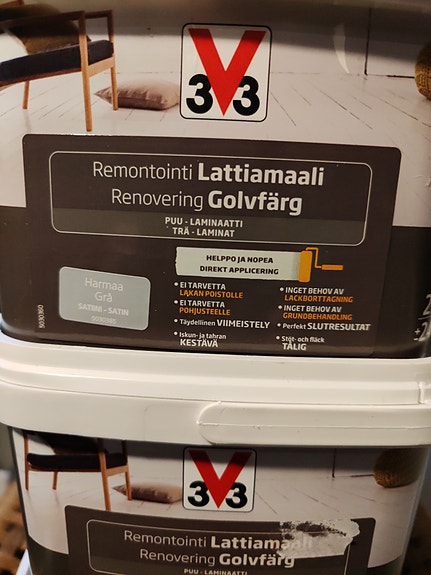 3V3
Remontointi Lattiamaali
Renovering Golvfärg
PUU - LAMINAATTI
TRÄ - LAMINAT
HELPPO JA NOPEA
DIREKT APPLICERING
Harmaa
Grå
SATIINI - SATIN
• EI TARVETTA
LAKAN POISTOLLE
• EI TARVETTA
POHJUSTEELLE
• Täydellinen VIIMEISTELY
• Iskun- ja tahran
KESTÄVÄ
• INGET BEHOV AV
LACKBORTTAGNING
• INGET BEHOV AV
GRUNDBEHANDLING
• Perfekt SLUTRESULTAT
• Stöt- och fläck
TÅLIG
3V3
Remontointi Lattiamaali
Renovering Golvfärg
PUU - LAMINAATTI